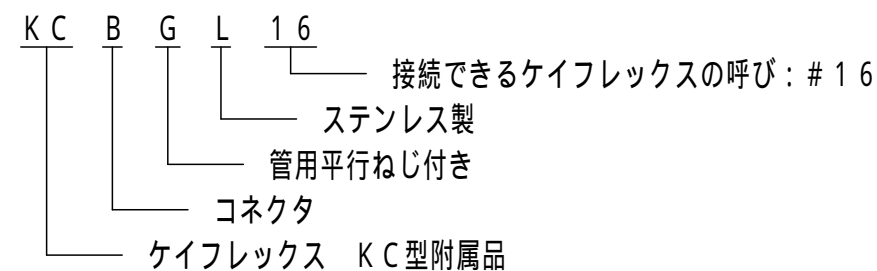 ＫＣ Ｂ Ｇ Ｌ １６
接続できるケイフレックスの呼び：＃１６
ステンレス製
管用平行ねじ付き
コネクタ
ケイフレックス　ＫＣ型附属品